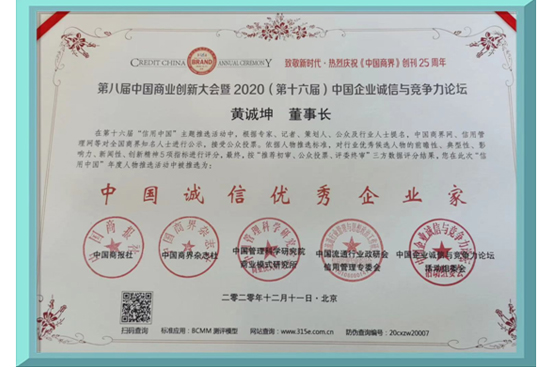 CREDIT CHINA BRAND ANNUAL CEREMONY 致敬新时代·热烈庆祝《中国商界》创刊25周年
第八届中国商业创新大会暨2020（第十六届）中国企业诚信与竞争力论坛
黄诚坤 董事长
在第十六届“信用中国”主题推选活动中，根据专家、记者、策划人、公众及行业人士提名，中国商界网、信用管
理网等对全国候选知名人士进行公示，接受公众投票，依据人物推选标准，对行业优秀候选人物的前瞻性、典型性、影
响力、新闻性、创新精神5项指标进行评分。最终，按“推荐初审，公众投票，评委终审”三方数据评分结果，您在此次“信
用中国”年度人物推选活动中被推选为：
中国诚信优秀企业家
中国商报社 中国商界杂志社 中国管理科学研究院 中国流通行业政研会 中国企业诚信与竞争力论坛
商业模式研究所 信用管理专委会 活动组委会
二〇二〇年十二月十一日·北京
扫码查询 标准应用：BCMM 测评模型 网站查询：www.315e.com.cn 防伪查询编号：20cxzw20007